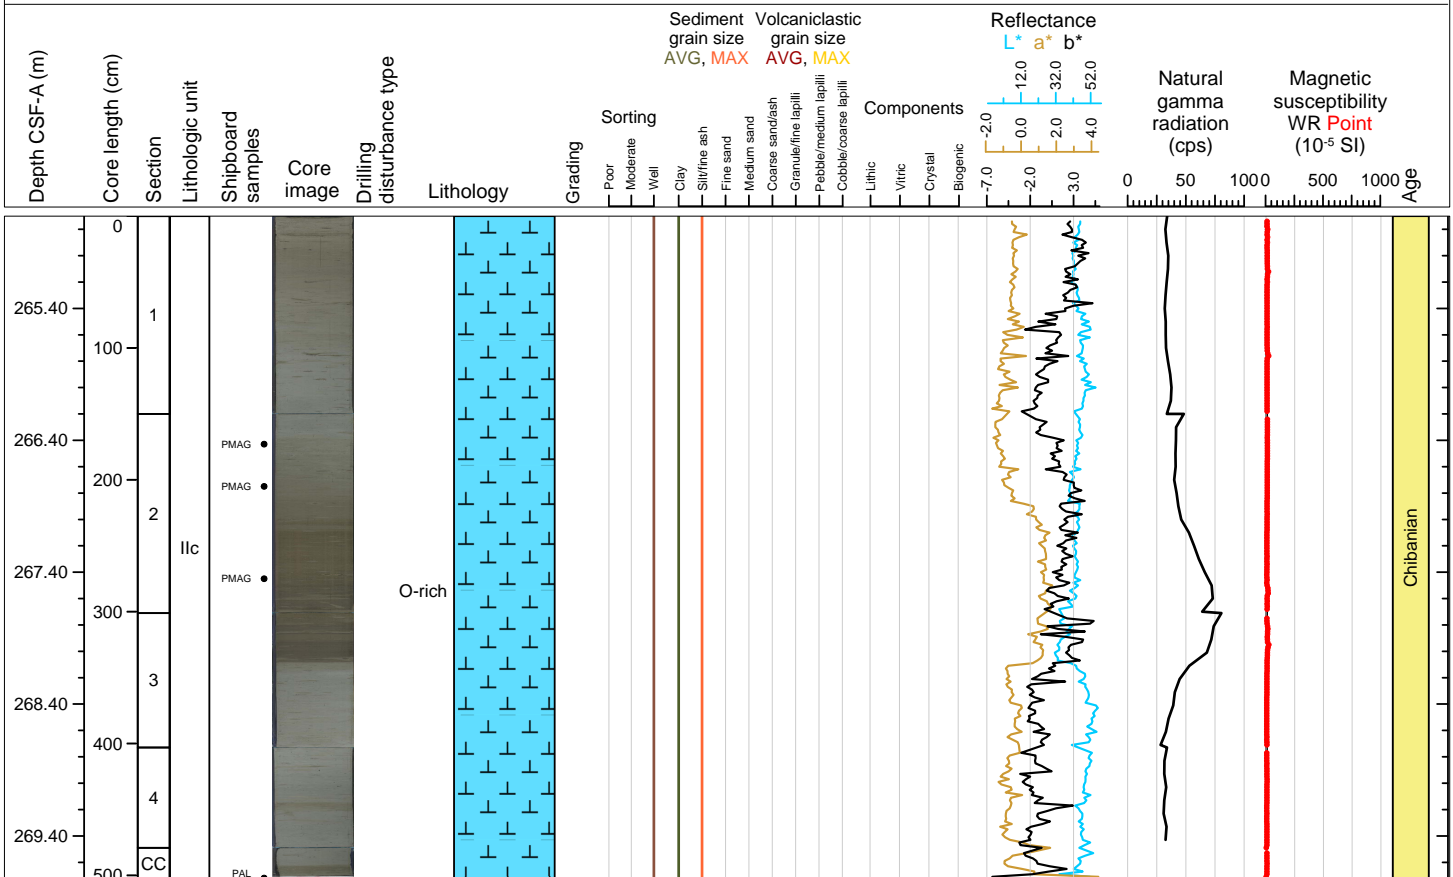 Depth CSF-A (m)
Core length (cm)
Section
Lithologic unit
Shipboard
samples
Core
image
Drilling
disturbance type
Lithology
Grading
Sorting
Poor
Moderate
Well
Sediment
grain size
AVG, MAX
Volcaniclastic
grain size
AVG, MAX
Clay
Silt/fine ash
Fine sand
Medium sand
Coarse sand/ash
Granule/fine lapilli
Pebble/medium lapilli
Cobble/coarse lapilli
Components
Lithic
Vitric
Crystal
Biogenic
Reflectance
L* a* b*
12.0 32.0 52.0
-2.0 0.0 2.0 4.0
-7.0 -2.0 3.0
Natural
gamma
radiation
(cps)
0 50 100
Magnetic
susceptibility
WR Point
(10-5 SI)
0 500 1000
Age
0
265.40
1
100
266.40
PMAG
200
PMAG
2
IIc
267.40
PMAG
O-rich
Chibanian
300
3
268.40
400
4
269.40
CC
500
PAL